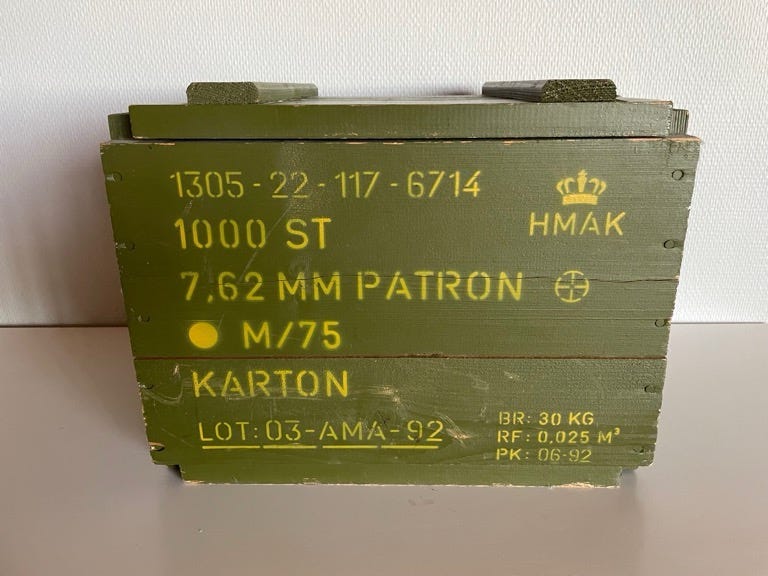 1305-22-117-6714
HMAK
1000 ST
7,62 MM PATRON
M/75
KARTON
LOT: 03-AMA-92
BR: 30 KG
RF: 0,025 M³
PK: 06-92